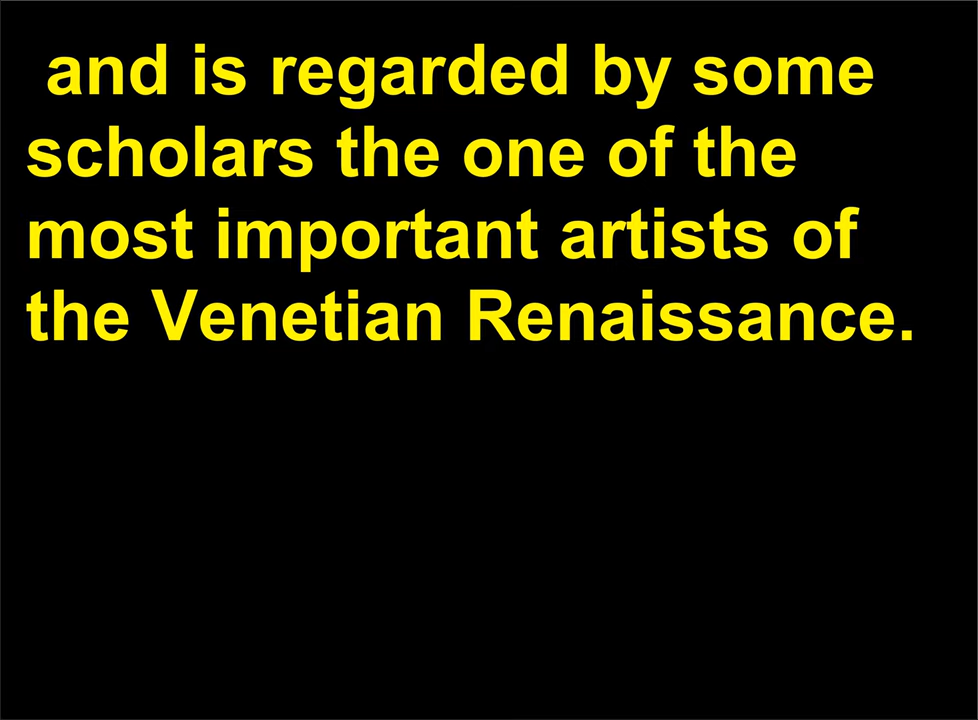 and is regarded by some
scholars the one of the
most important artists of
the Venetian Renaissance.